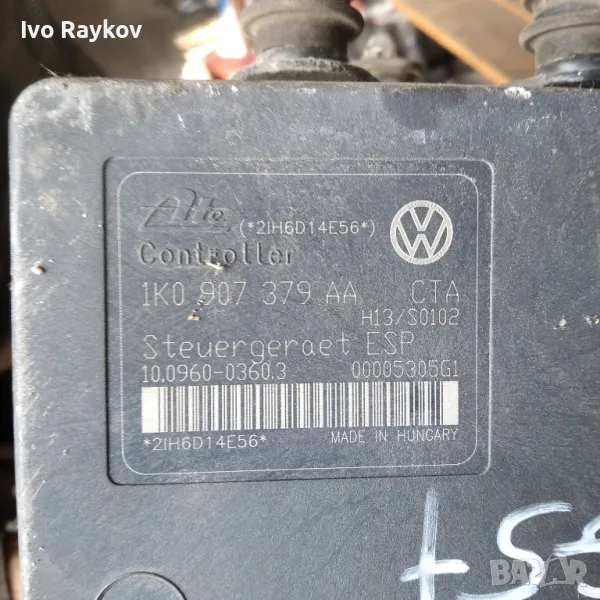 Ivo Raykov
Ate (*2IH6D14E56*)
Controller
1K0 907 379 AA CTA
H13/S0102
Steuergeraet ESP
10.0960-0360.3 00005305G1
*2IH6D14E56* MADE IN HUNGARY
BAZAR